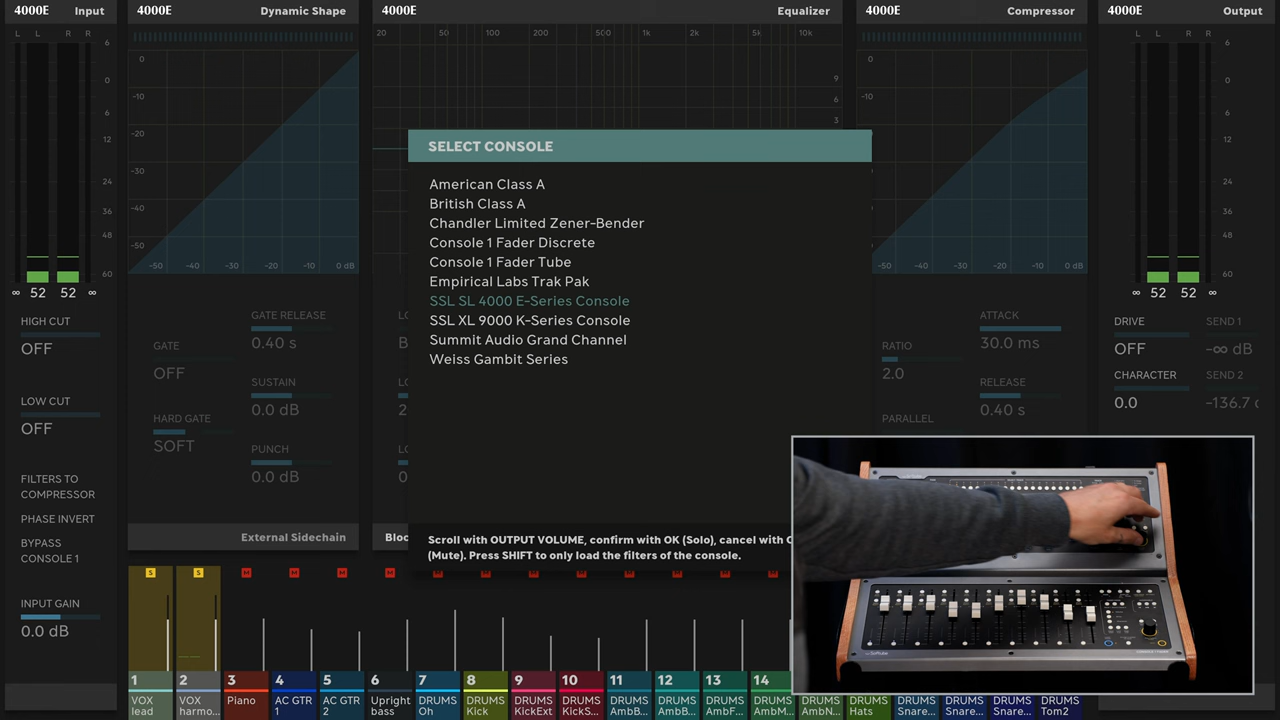 4000E Input
L L R R
6
0
6
12
24
36
48
60
∞ 52 52 ∞
HIGH CUT
OFF
LOW CUT
OFF
FILTERS TO
COMPRESSOR
PHASE INVERT
BYPASS
CONSOLE 1
INPUT GAIN
0.0 dB
Dynamic Shape
0
-10
-20
-30
-40
-50
-50 -40 -30 -20 -10 0 dB
GATE
OFF
HARD GATE
SOFT
GATE RELEASE
0.40 s
SUSTAIN
0.0 dB
PUNCH
0.0 dB
External Sidechain
4000E Equalizer
20 50 100 200 500 1k 2k 5k 10k
9
6
3
SELECT CONSOLE
American Class A
British Class A
Chandler Limited Zener-Bender
Console 1 Fader Discrete
Console 1 Fader Tube
Empirical Labs Trak Pak
SSL SL 4000 E-Series Console
SSL XL 9000 K-Series Console
Summit Audio Grand Channel
Weiss Gambit Series
Scroll with OUTPUT VOLUME, confirm with OK (Solo), cancel with
(Mute). Press SHIFT to only load the filters of the console.
4000E Compressor
0
-10
-20
-30
-40
-50 -40 -30 -20 -10 0 dB
RATIO
2.0
PARALLEL
ATTACK
30.0 ms
RELEASE
0.40 s
4000E Output
L L R R
6
0
6
12
24
36
48
60
∞ 52 52 ∞
DRIVE
OFF
CHARACTER
0.0
SEND 1
-∞ dB
SEND 2
-136.7
S S M M M M M M M M M M M
1 VOX lead
2 VOX harmo...
3 Piano
4 AC GTR 1
5 AC GTR 2
6 Upright bass
7 DRUMS Oh
8 DRUMS Kick
9 DRUMS KickExt
10 DRUMS KickS...
11 DRUMS AmbB...
12 DRUMS AmbB...
13 DRUMS AmbF...
14 DRUMS AmbM...
DRUMS AmbN...
DRUMS Hats
DRUMS Snare...
DRUMS Snare...
DRUMS Snare...
DRUMS Tom2